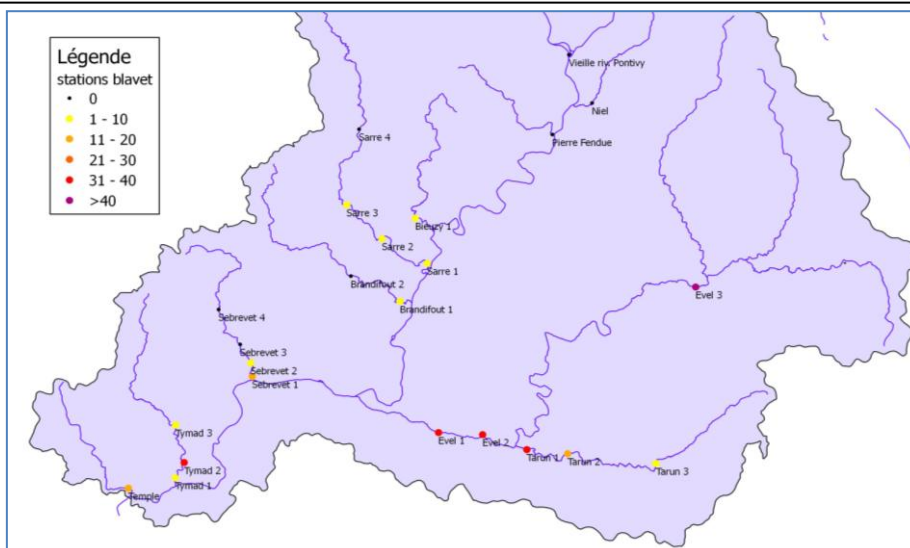 Légende
stations blavet
0
1 - 10
11 - 20
21 - 30
31 - 40
>40
Vieille riv. Pontivy
Niel
Pierre Fendue
Sarre 4
Sarre 3
Bieuzy 1
Sarre 2
Sarre 1
Brandifout 2
Evel 3
Brandifout 1
Sebrevet 4
Sebrevet 3
Sebrevet 2
Sebrevet 1
Tymad 3
Evel 1
Evel 2
Tarun 1
Tarun 2
Tarun 3
Tymad 2
Tymad 1
Temple